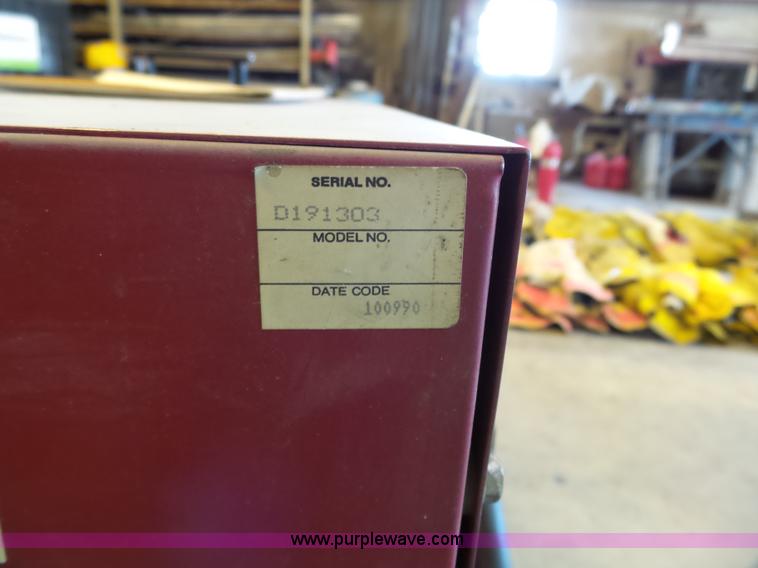 SERIAL NO.
D191303
MODEL NO.
DATE CODE
100990
www.purplewave.com